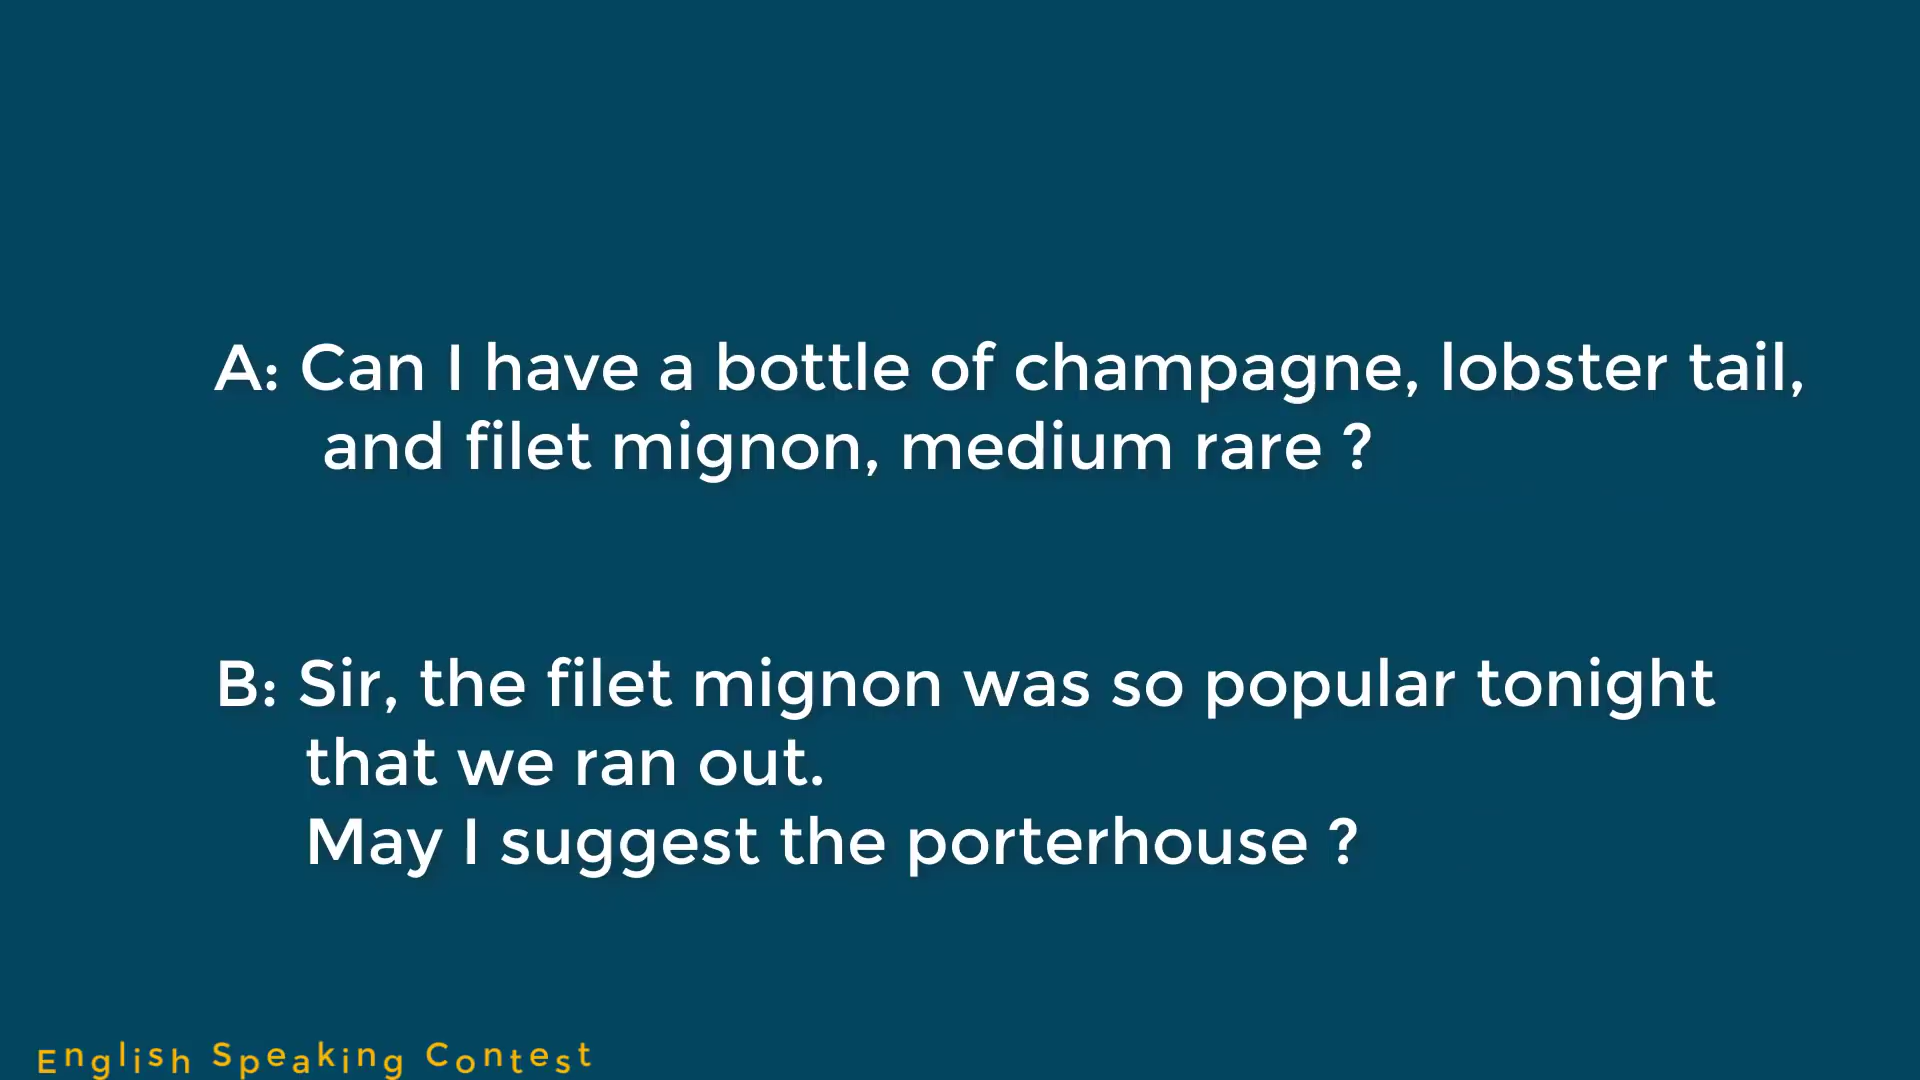 A: Can I have a bottle of champagne, lobster tail,
and filet mignon, medium rare ?
B: Sir, the filet mignon was so popular tonight
that we ran out.
May I suggest the porterhouse ?
English Speaking Contest